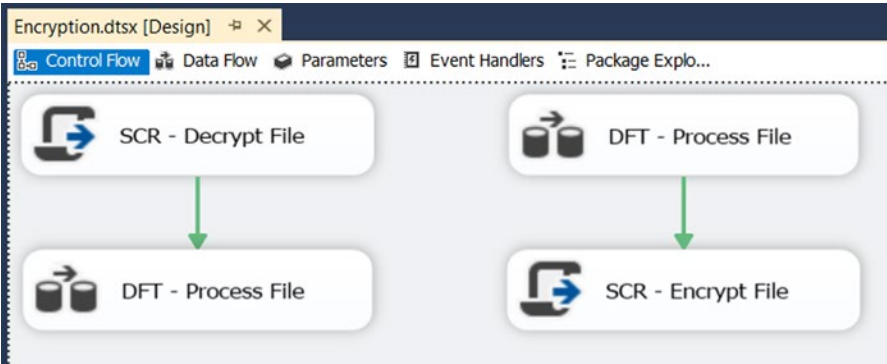 Encryption.dtsx [Design]
Control Flow Data Flow Parameters Event Handlers Package Explo...
SCR - Decrypt File
DFT - Process File
DFT - Process File
SCR - Encrypt File